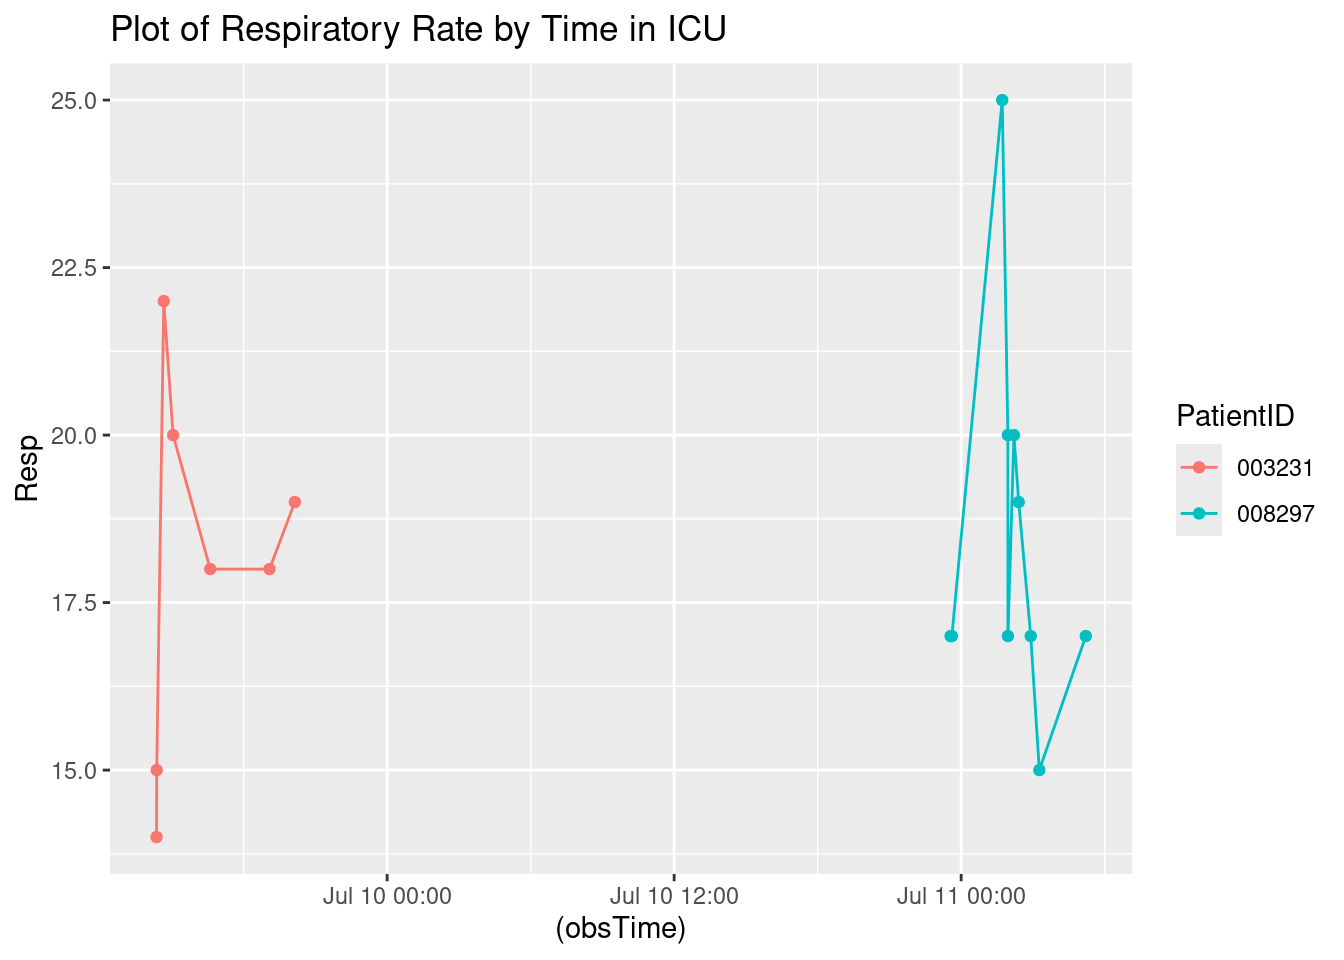 Plot of Respiratory Rate by Time in ICU
25.0
22.5
20.0
17.5
15.0
Resp
Jul 10 00:00
Jul 10 12:00
Jul 11 00:00
(obsTime)
PatientID
003231
008297